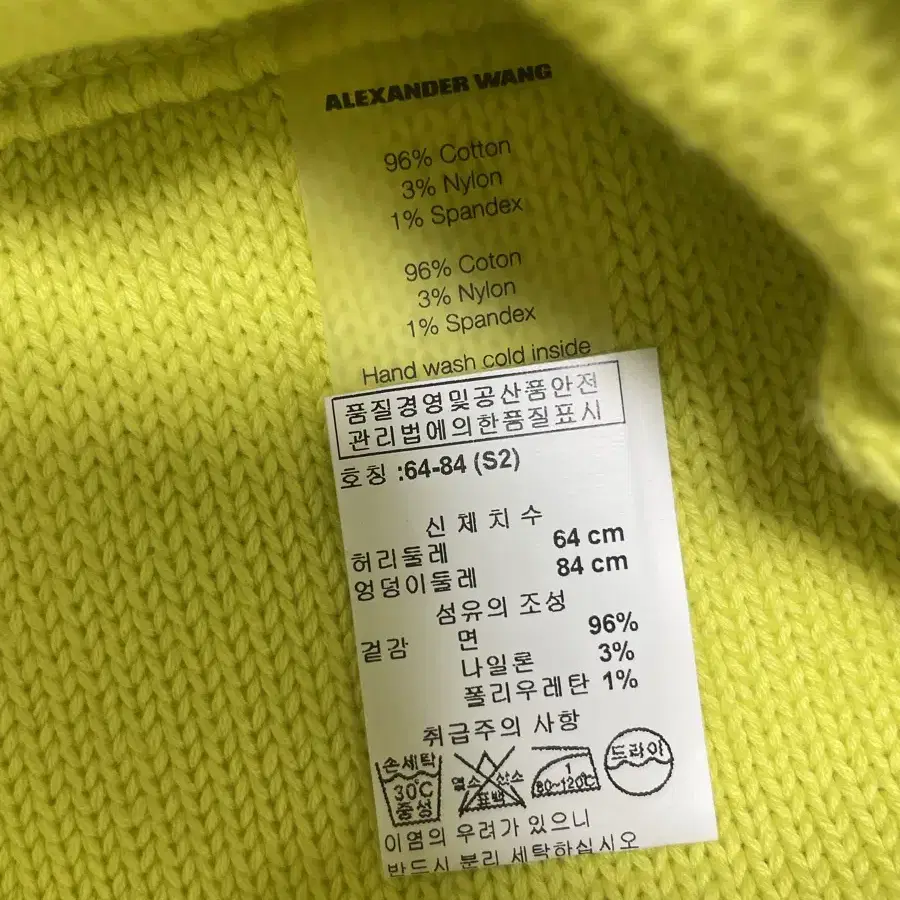 ALEXANDER WANG
96% Cotton
3% Nylon
1% Spandex
96% Coton
3% Nylon
1% Spandex
Hand wash cold inside
품질경영및공산품안전
관리법에의한품질표시
호칭 :64-84 (S2)
신체치수
허리둘레 64 cm
엉덩이둘레 84 cm
섬유의 조성
겉감 면 96%
나일론 3%
폴리우레탄 1%
취급주의 사항
손세탁
30℃
중성
염소 산소
표백
1
80~120℃
드라이
이염의 우려가 있으니
반드시 분리 세탁하십시오